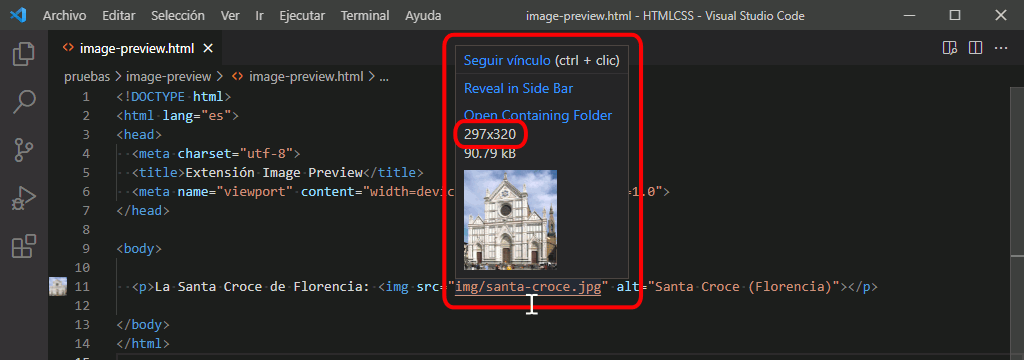 Archivo Editar Selección Ver Ir Ejecutar Terminal Ayuda image-preview.html - HTMLCSS - Visual Studio Code
image-preview.html
pruebas > image-preview > image-preview.html > ...
Seguir vínculo (ctrl + clic)
Reveal in Side Bar
Open Containing Folder
297x320
90.79 kB
1 <!DOCTYPE html>
2 <html lang="es">
3 <head>
4 <meta charset="utf-8">
5 <title>Extensión Image Preview</title>
6 <meta name="viewport" content="width=devic =1.0">
7 </head>
8
9 <body>
10
11 <p>La Santa Croce de Florencia: <img src="img/santa-croce.jpg" alt="Santa Croce (Florencia)"></p>
12
13 </body>
14 </html>
15